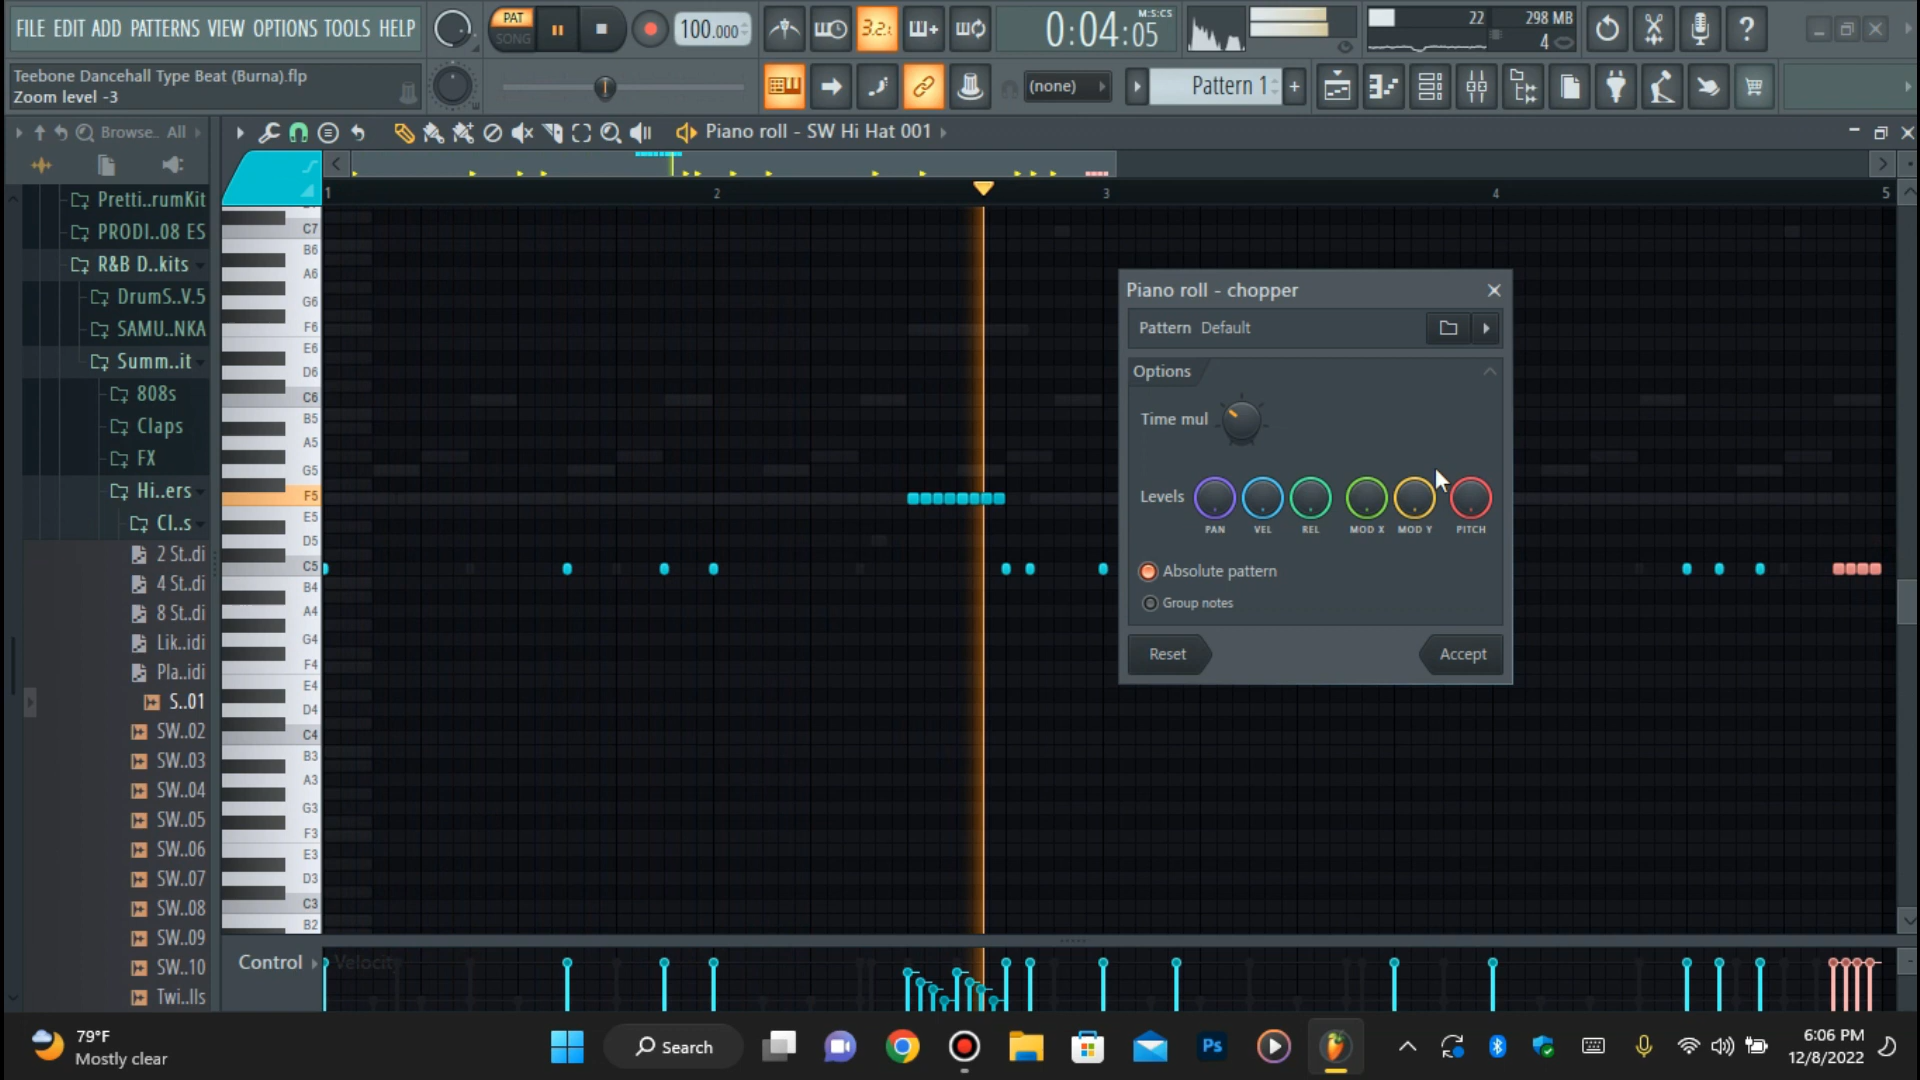 FILE EDIT ADD PATTERNS VIEW OPTIONS TOOLS HELP
PAT
SONG
100.000
3.2.
0:04:05
M:S:CS
22
298 MB
4
Teebone Dancehall Type Beat (Burna).flp
Zoom level -3
(none)
Pattern 1
+
Browse.. All
Piano roll - SW Hi Hat 001
Pretti..rumKit
PRODI..08 ES
R&B D..kits
DrumS..V.5
SAMU..NKA
Summ..it
808s
Claps
FX
Hi..ers
Cl..s
2 St..di
4 St..di
8 St..di
Lik..idi
Pla..idi
S..01
SW..02
SW..03
SW..04
SW..05
SW..06
SW..07
SW..08
SW..09
SW..10
Twi..lls
1
2
3
4
5
C7
B6
A6
G6
F6
E6
D6
C6
B5
A5
G5
F5
E5
D5
C5
B4
A4
G4
F4
E4
D4
C4
B3
A3
G3
F3
E3
D3
C3
B2
Piano roll - chopper
Pattern Default
Options
Time mul
Levels
PAN
VEL
REL
MOD X
MOD Y
PITCH
Absolute pattern
Group notes
Reset
Accept
Control
Velocity
79°F
Mostly clear
Search
Ps
6:06 PM
12/8/2022